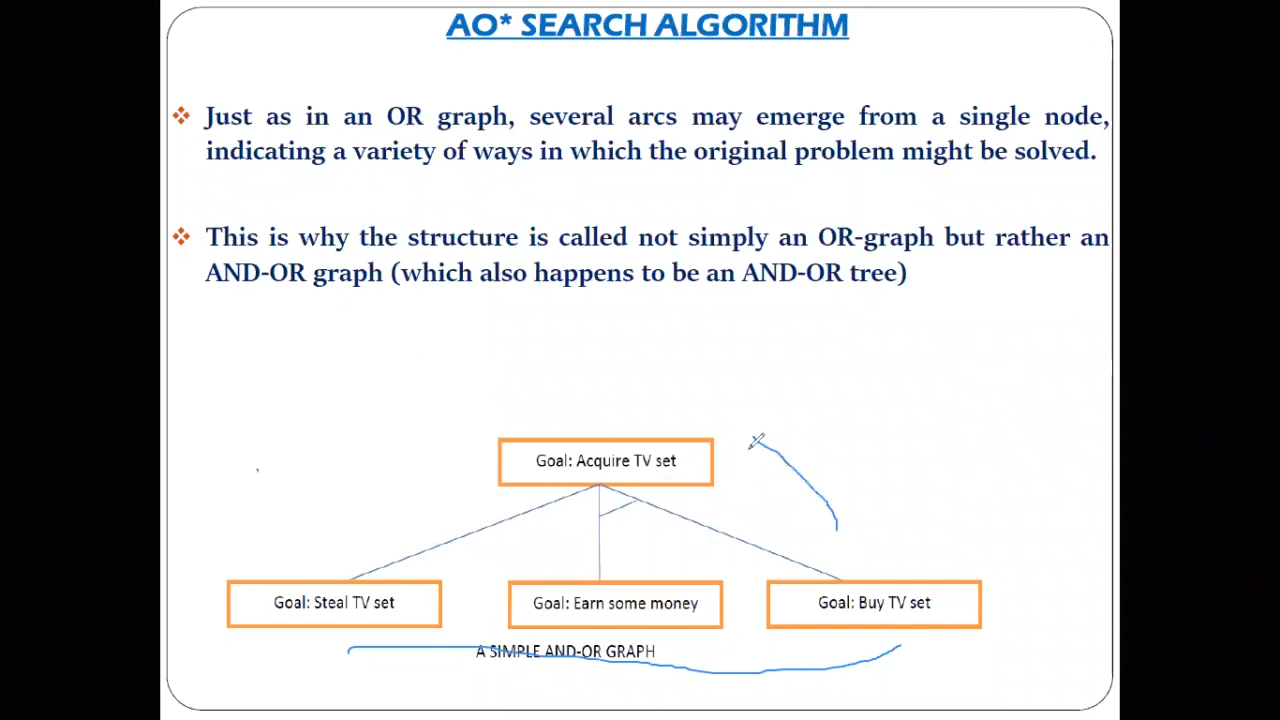 AO* SEARCH ALGORITHM
Just as in an OR graph, several arcs may emerge from a single node,
indicating a variety of ways in which the original problem might be solved.
This is why the structure is called not simply an OR-graph but rather an
AND-OR graph (which also happens to be an AND-OR tree)
Goal: Acquire TV set
Goal: Steal TV set
Goal: Earn some money
Goal: Buy TV set
A SIMPLE AND-OR GRAPH